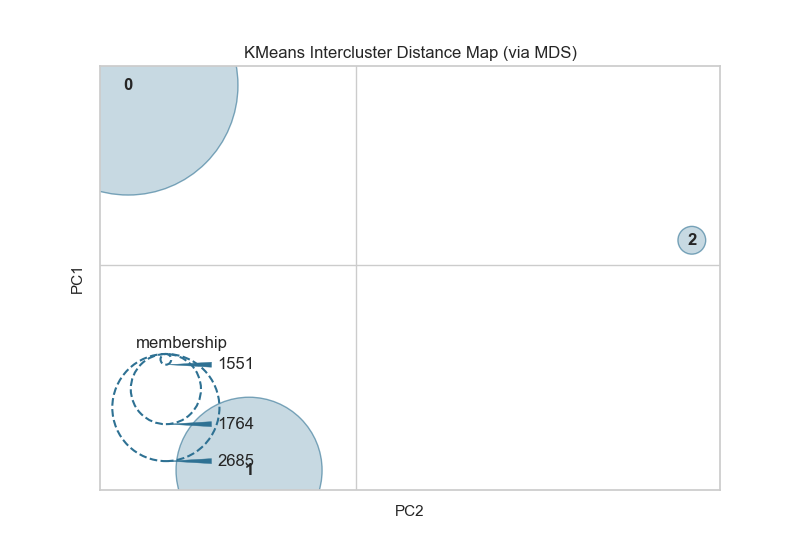 KMeans Intercluster Distance Map (via MDS)
0
2
PC1
membership
1551
1764
2685
1
PC2